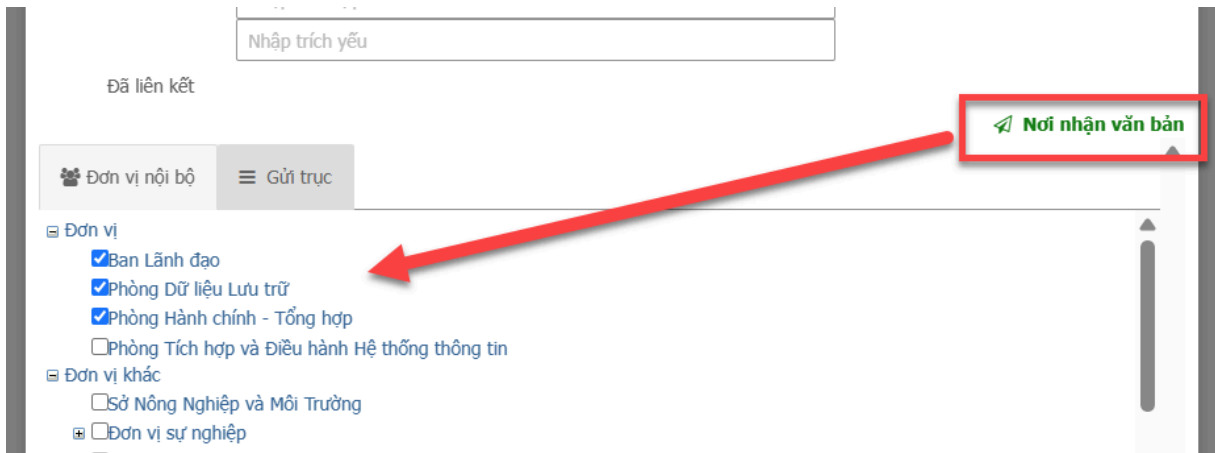 Nhập trích yếu
Đã liên kết
Nơi nhận văn bản
Đơn vị nội bộ Gửi trục
Đơn vị
Ban Lãnh đạo
Phòng Dữ liệu Lưu trữ
Phòng Hành chính - Tổng hợp
Phòng Tích hợp và Điều hành Hệ thống thông tin
Đơn vị khác
Sở Nông Nghiệp và Môi Trường
Đơn vị sự nghiệp